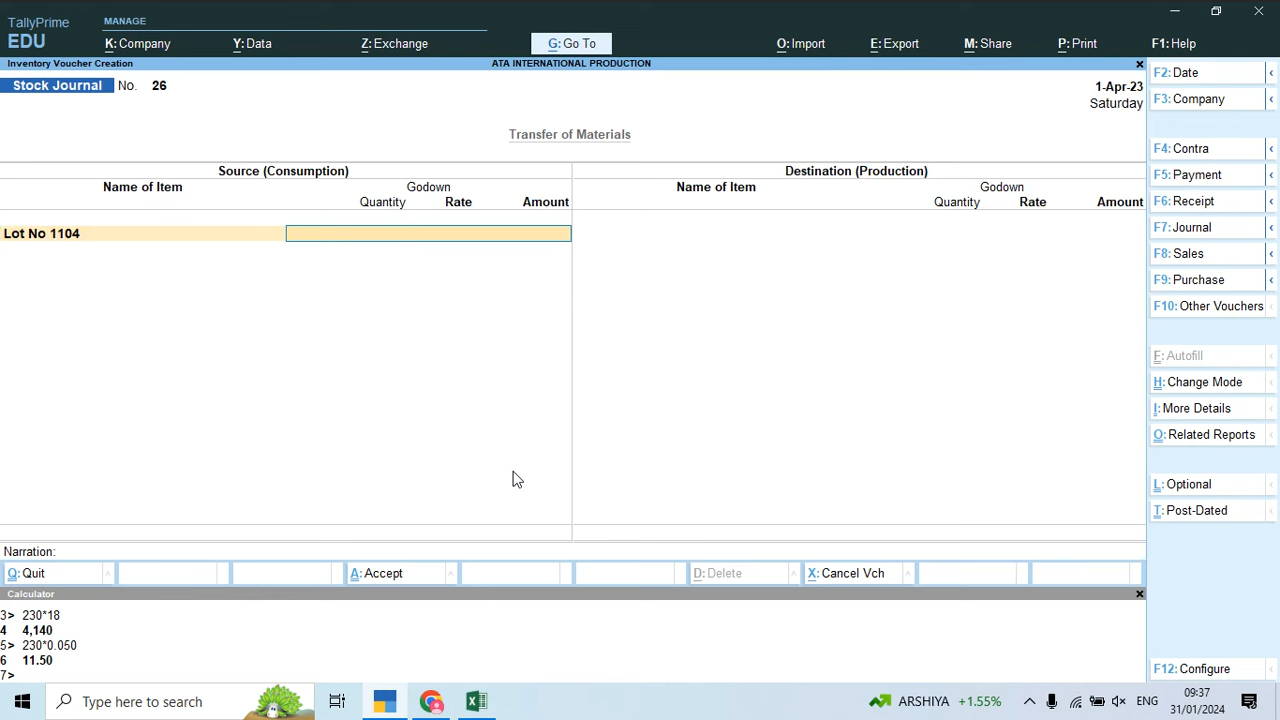 TallyPrime
EDU
MANAGE
K: Company
Y: Data
Z: Exchange
G: Go To
O: Import
E: Export
M: Share
P: Print
F1: Help
Inventory Voucher Creation
ATA INTERNATIONAL PRODUCTION
Stock Journal No. 26
1-Apr-23
Saturday
Transfer of Materials
Source (Consumption)
Destination (Production)
Name of Item
Godown
Name of Item
Godown
Quantity Rate Amount
Quantity Rate Amount
Lot No 1104
Narration:
Q: Quit
A: Accept
D: Delete
X: Cancel Vch
F2: Date
F3: Company
F4: Contra
F5: Payment
F6: Receipt
F7: Journal
F8: Sales
F9: Purchase
F10: Other Vouchers
F: Autofill
H: Change Mode
I: More Details
O: Related Reports
L: Optional
T: Post-Dated
F12: Configure
Calculator
3> 230*18
4 4,140
5> 230*0.050
6 11.50
7>
Type here to search
ARSHIYA +1.55%
ENG
09:37
31/01/2024